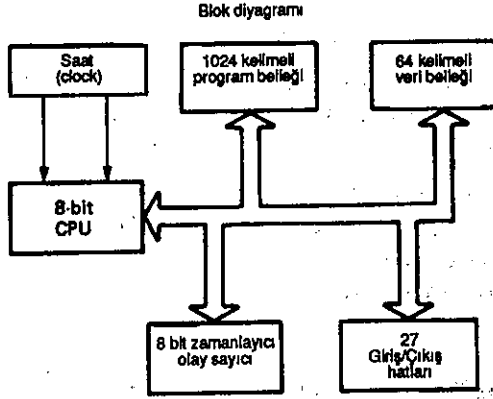 Blok diyagramı
Saat
(clock)
1024 kelimeli
program belleği
64 kelimeli
veri belleği
8-bit
CPU
8 bit zamanlayıcı
olay sayıcı
27
Giriş/Çıkış
hatları